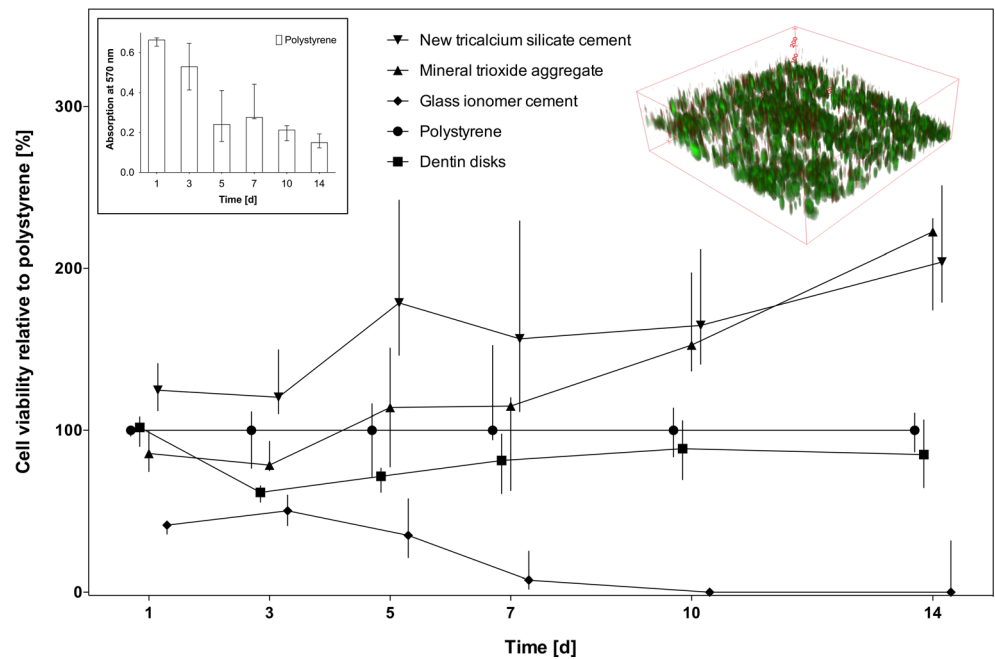 Polystyrene
Absorption at 570 nm
0.6
0.4
0.2
0.0
1 3 5 7 10 14
Time [d]
New tricalcium silicate cement
Mineral trioxide aggregate
Glass ionomer cement
Polystyrene
Dentin disks
Cell viability relative to polystyrene [%]
300
200
100
0
1 3 5 7 10 14
Time [d]